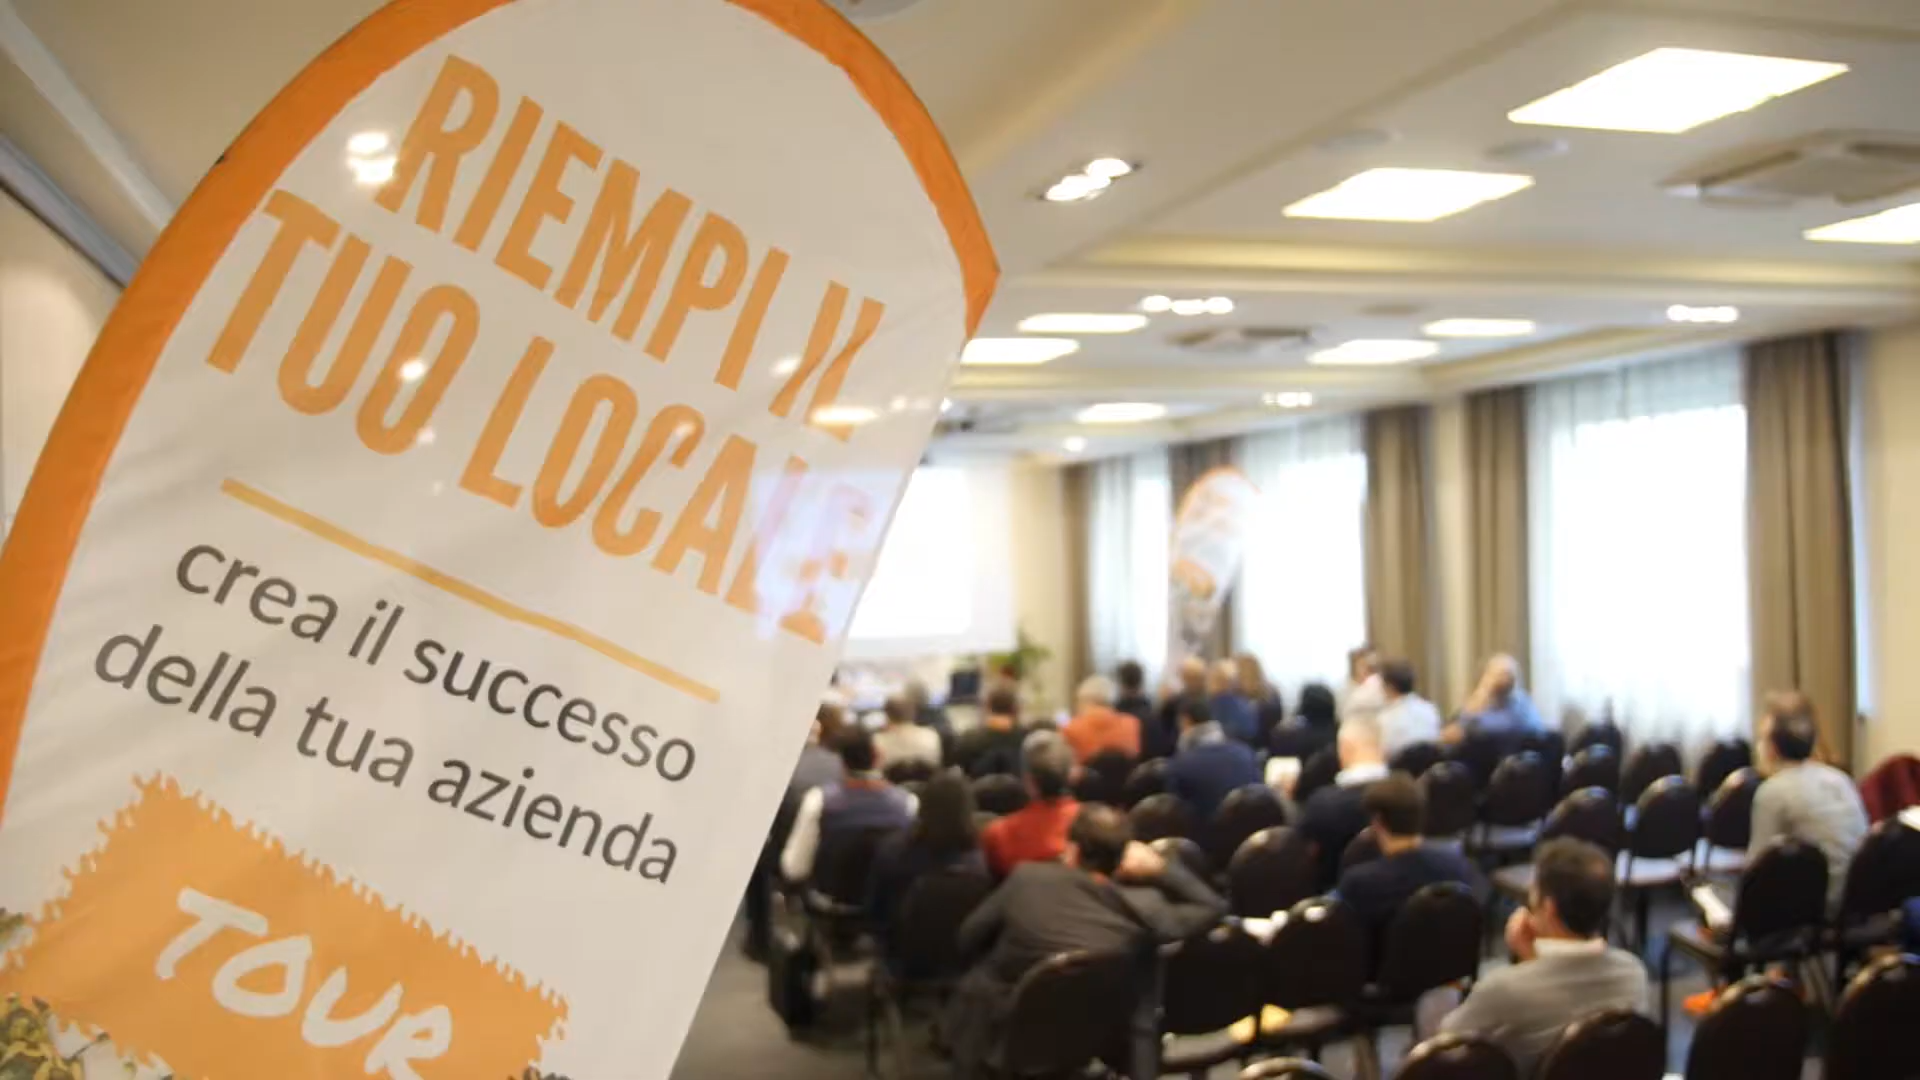 RIEMPI IL
TUO LOCALE
crea il successo
della tua azienda
TOUR